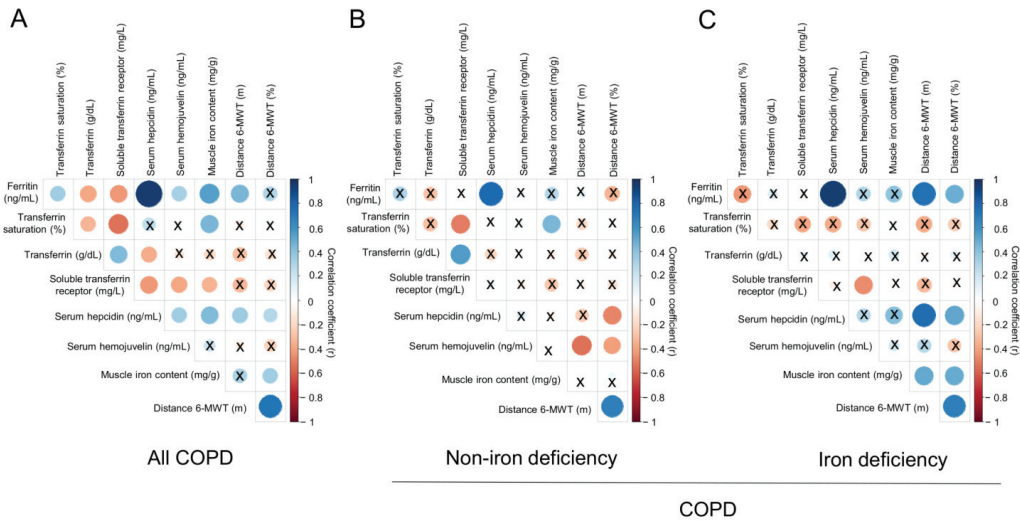 A
Transferrin saturation (%)
Transferrin (g/dL)
Soluble transferrin receptor (mg/L)
Serum hepcidin (ng/mL)
Serum hemojuvelin (ng/mL)
Muscle iron content (mg/g)
Distance 6-MWT (m)
Distance 6-MWT (%)
Ferritin
(ng/mL)
Transferrin
saturation (%)
Transferrin (g/dL)
Soluble transferrin
receptor (mg/L)
Serum hepcidin (ng/mL)
Serum hemojuvelin (ng/mL)
Muscle iron content (mg/g)
Distance 6-MWT (m)
1
0.8
0.6
0.4
0.2
0
0.2
0.4
0.6
0.8
1
Correlation coefficient (r)
All COPD
B
Transferrin saturation (%)
Transferrin (g/dL)
Soluble transferrin receptor (mg/L)
Serum hepcidin (ng/mL)
Serum hemojuvelin (ng/mL)
Muscle iron content (mg/g)
Distance 6-MWT (m)
Distance 6-MWT (%)
Ferritin
(ng/mL)
Transferrin
saturation (%)
Transferrin (g/dL)
Soluble transferrin
receptor (mg/L)
Serum hepcidin (ng/mL)
Serum hemojuvelin (ng/mL)
Muscle iron content (mg/g)
Distance 6-MWT (m)
1
0.8
0.6
0.4
0.2
0
0.2
0.4
0.6
0.8
1
Correlation coefficient (r)
Non-iron deficiency
C
Transferrin saturation (%)
Transferrin (g/dL)
Soluble transferrin receptor (mg/L)
Serum hepcidin (ng/mL)
Serum hemojuvelin (ng/mL)
Muscle iron content (mg/g)
Distance 6-MWT (m)
Distance 6-MWT (%)
Ferritin
(ng/mL)
Transferrin
saturation (%)
Transferrin (g/dL)
Soluble transferrin
receptor (mg/L)
Serum hepcidin (ng/mL)
Serum hemojuvelin (ng/mL)
Muscle iron content (mg/g)
Distance 6-MWT (m)
1
0.8
0.6
0.4
0.2
0
0.2
0.4
0.6
0.8
1
Correlation coefficient (r)
Iron deficiency
COPD